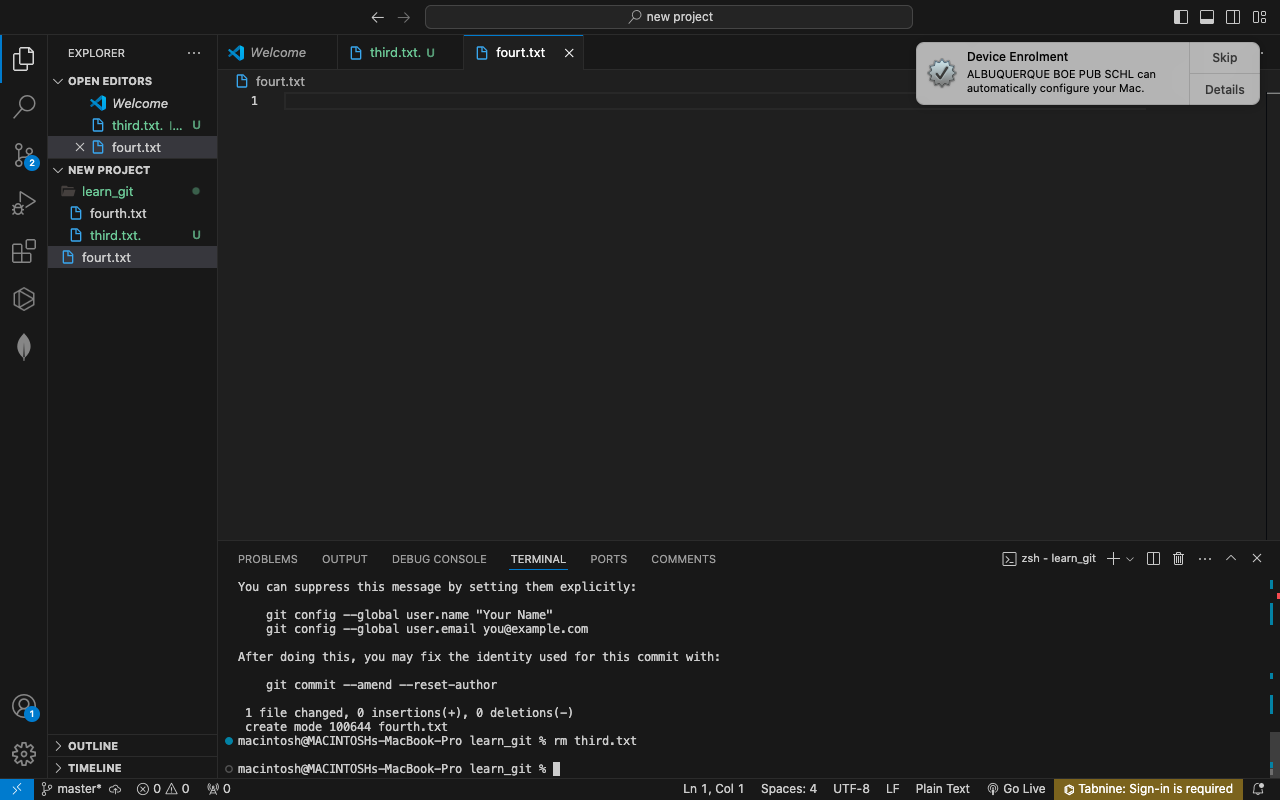 new project
EXPLORER
Welcome
third.txt. U
fourt.txt
Device Enrolment
ALBUQUERQUE BOE PUB SCHL can
automatically configure your Mac.
Skip
Details
OPEN EDITORS
Welcome
third.txt. |... U
fourt.txt
NEW PROJECT
learn_git
fourth.txt
third.txt. U
fourt.txt
fourt.txt
1
2
1
OUTLINE
TIMELINE
PROBLEMS OUTPUT DEBUG CONSOLE TERMINAL PORTS COMMENTS
zsh - learn_git
You can suppress this message by setting them explicitly:
git config --global user.name "Your Name"
git config --global user.email you@example.com
After doing this, you may fix the identity used for this commit with:
git commit --amend --reset-author
1 file changed, 0 insertions(+), 0 deletions(-)
create mode 100644 fourth.txt
macintosh@MACINTOSHs-MacBook-Pro learn_git % rm third.txt
macintosh@MACINTOSHs-MacBook-Pro learn_git %
master* 0 0 0 Ln 1, Col 1 Spaces: 4 UTF-8 LF Plain Text Go Live Tabnine: Sign-in is required